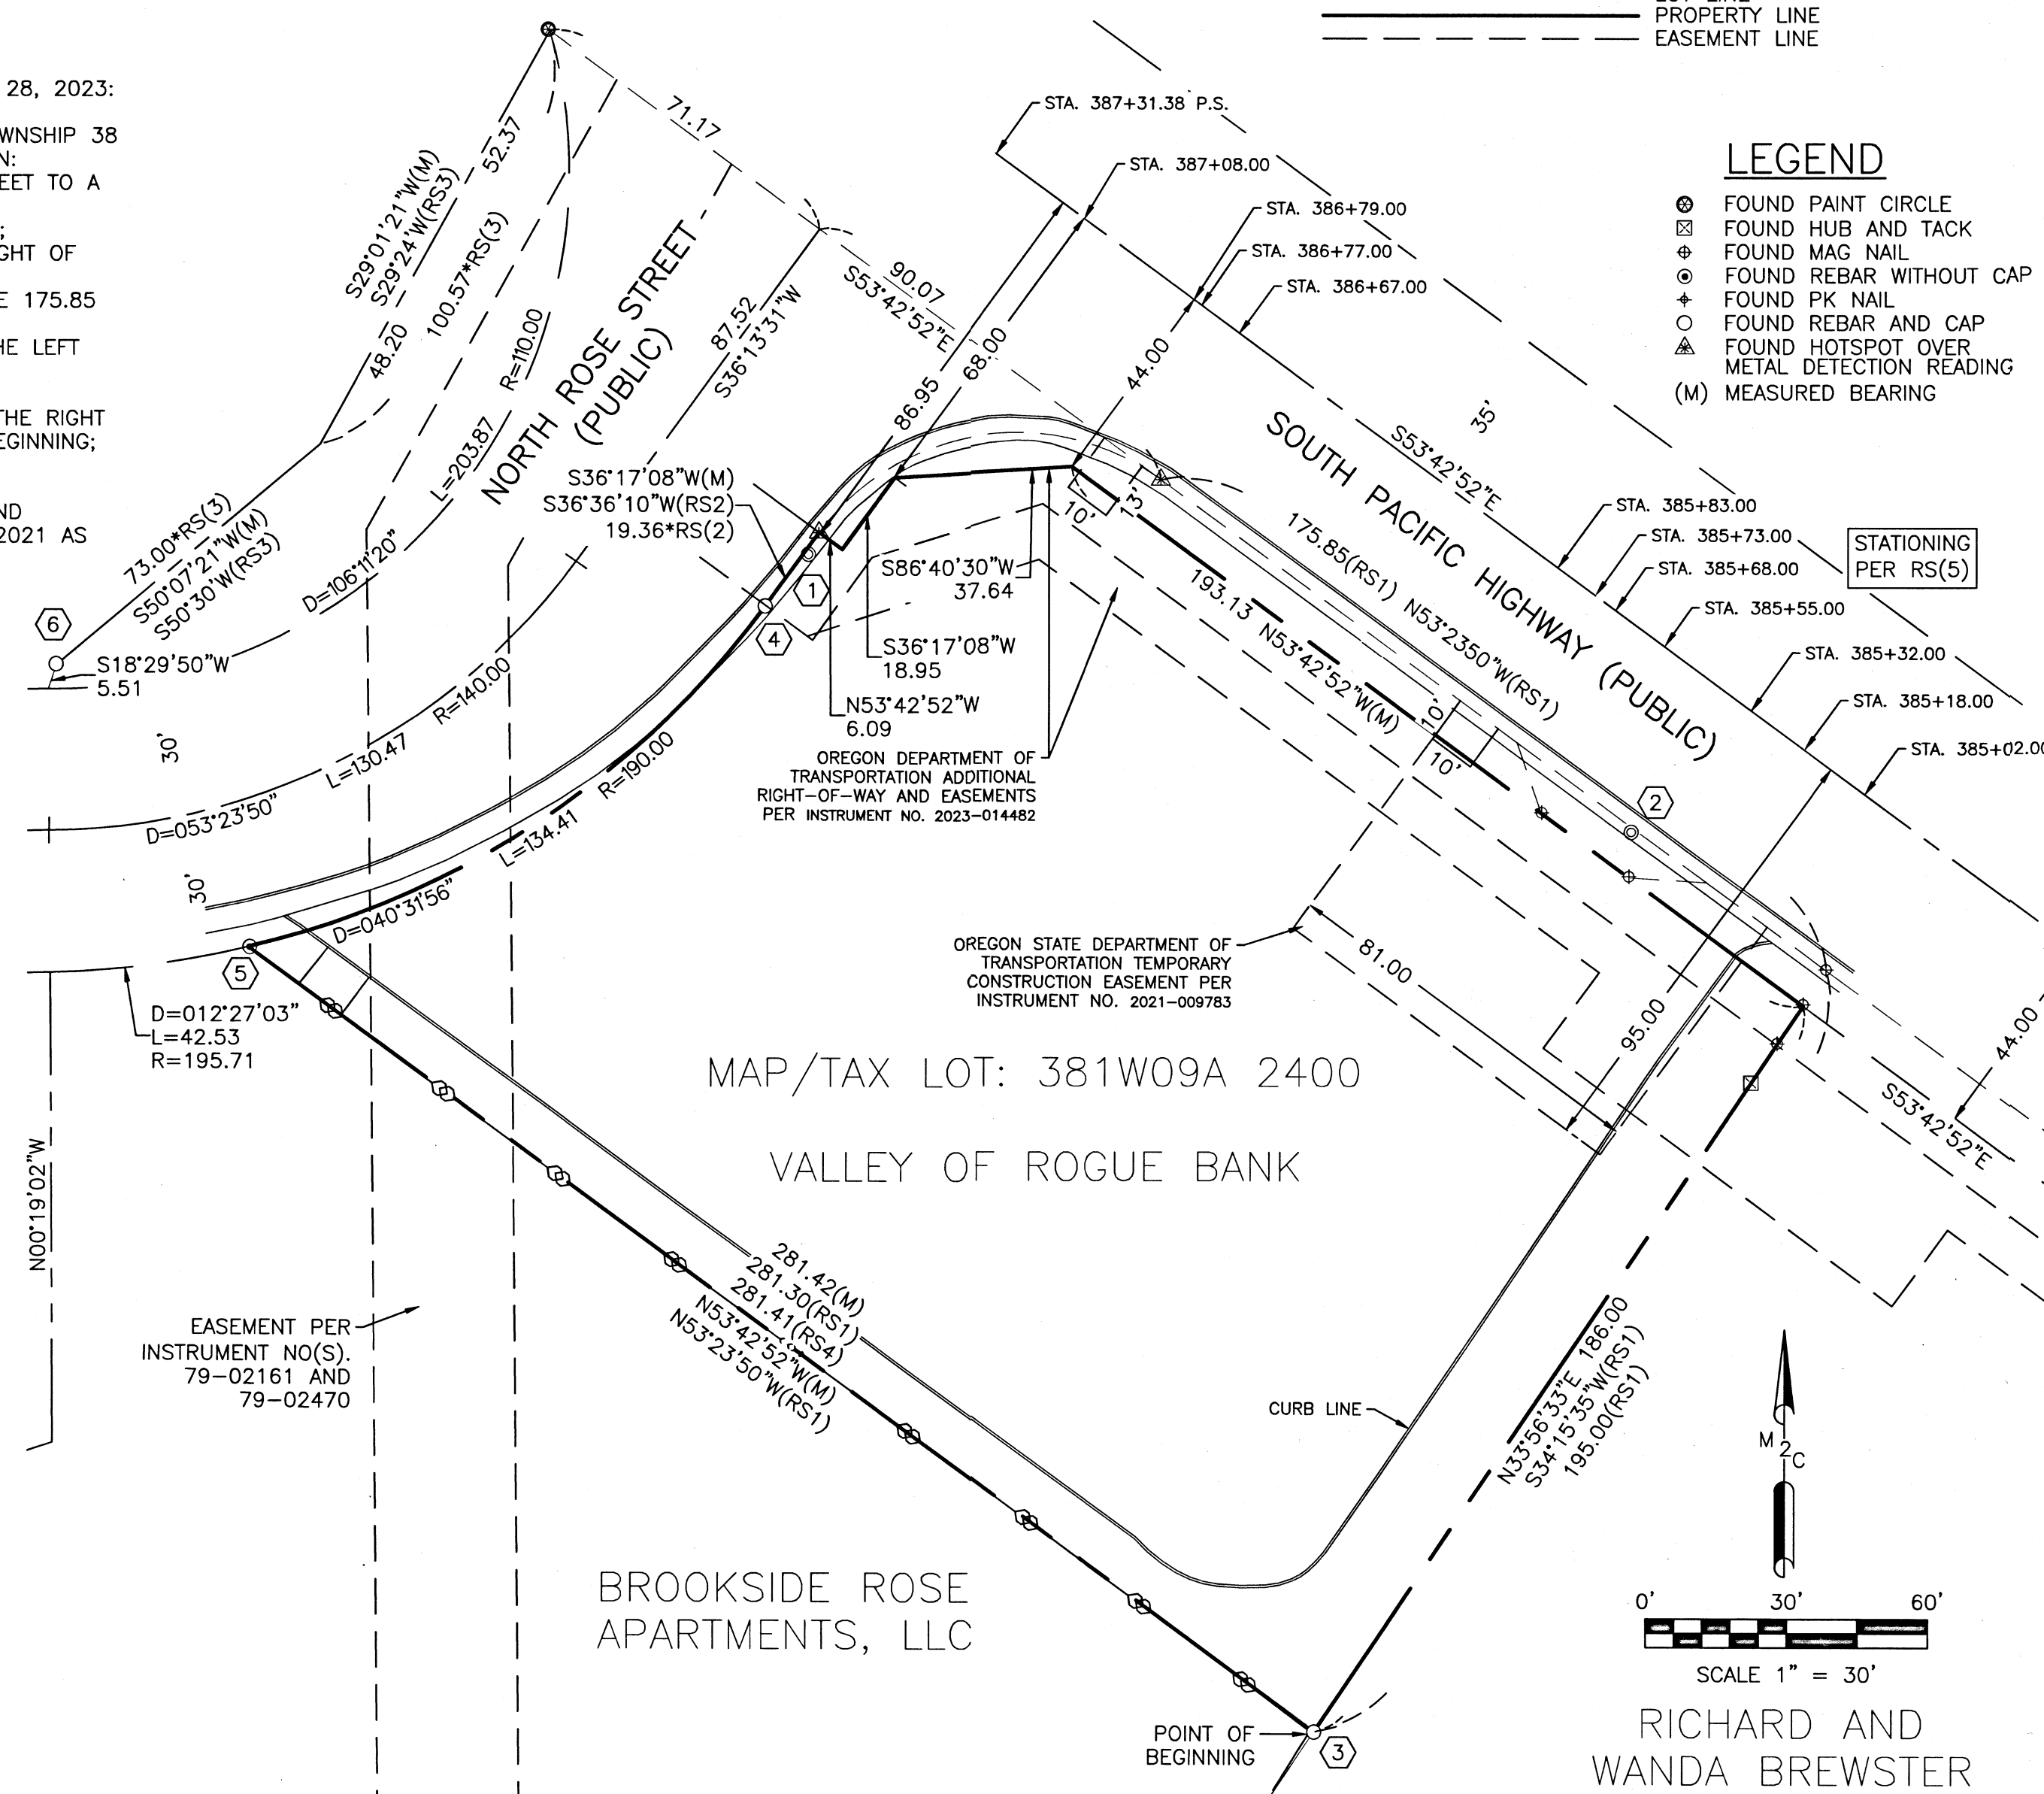 PROPERTY LINE
EASEMENT LINE
28, 2023:
WNSHIP 38
N:
EET TO A
;
GHT OF
E 175.85
HE LEFT
THE RIGHT
EGINNING;
ND
2021 AS
LEGEND
FOUND PAINT CIRCLE
FOUND HUB AND TACK
FOUND MAG NAIL
FOUND REBAR WITHOUT CAP
FOUND PK NAIL
FOUND REBAR AND CAP
FOUND HOTSPOT OVER
METAL DETECTION READING
(M) MEASURED BEARING
STA. 387+31.38 P.S.
STA. 387+08.00
STA. 386+79.00
STA. 386+77.00
STA. 386+67.00
STA. 385+83.00
STA. 385+73.00
STA. 385+68.00
STA. 385+55.00
STA. 385+32.00
STA. 385+18.00
STA. 385+02.00
STATIONING
PER RS(5)
71.17
90.07
S53°42'52"E
S29°01'21"W(M)
S29°24'W(RS3)
52.37
48.20
100.57*RS(3)
R=110.00
L=203.87
D=106°11'20"
NORTH ROSE STREET
(PUBLIC)
87.52
S36°13'31"W
86.95
68.00
44.00
35'
S53°42'52"E
SOUTH PACIFIC HIGHWAY (PUBLIC)
73.00*RS(3)
S50°07'21"W(M)
S50°30'W(RS3)
6
S18°29'50"W
5.51
S36°17'08"W(M)
S36°36'10"W(RS2)
19.36*RS(2)
1
4
S86°40'30"W
37.64
S36°17'08"W
18.95
N53°42'52"W
6.09
10'
13'
175.85(RS1) N53°2350"W(RS1)
193.13 N53°42'52"W(M)
10'
10'
2
OREGON DEPARTMENT OF
TRANSPORTATION ADDITIONAL
RIGHT-OF-WAY AND EASEMENTS
PER INSTRUMENT NO. 2023-014482
30'
R=140.00
L=130.47
D=053°23'50"
30'
R=190.00
L=134.41
D=040°31'56"
5
D=012°27'03"
L=42.53
R=195.71
OREGON STATE DEPARTMENT OF
TRANSPORTATION TEMPORARY
CONSTRUCTION EASEMENT PER
INSTRUMENT NO. 2021-009783
81.00
95.00
44.00
S53°42'52"E
MAP/TAX LOT: 381W09A 2400
VALLEY OF ROGUE BANK
N00°19'02"W
EASEMENT PER
INSTRUMENT NO(S).
79-02161 AND
79-02470
281.42(M)
281.30(RS1)
281.41(RS4)
N53°42'52"W(M)
N53°23'50"W(RS1)
CURB LINE
N33°56'33"E 186.00
S34°15'35"W(RS1)
195.00(RS1)
M2C
BROOKSIDE ROSE
APARTMENTS, LLC
0' 30' 60'
SCALE 1" = 30'
POINT OF
BEGINNING
3
RICHARD AND
WANDA BREWSTER